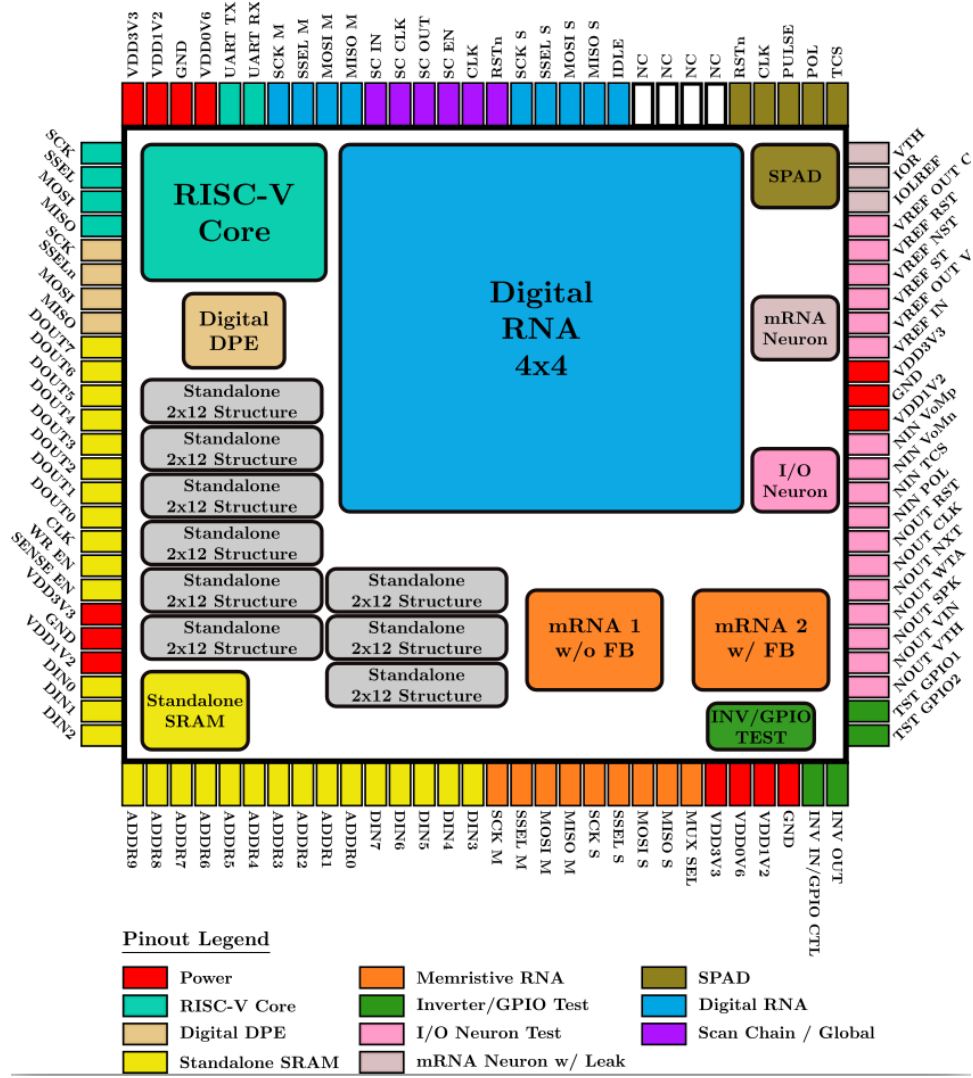 VDD3V3
VDD1V2
GND
VDD0V6
UART TX
UART RX
SCK M
SSEL M
MOSI M
MISO M
SC IN
SC CLK
SC OUT
SC EN
CLK
RSTn
SCK S
SSEL S
MOSI S
MISO S
IDLE
NC
NC
NC
NC
RSTn
CLK
PULSE
POL
TCS
SCK
SSEL
MOSI
MISO
SCK
SSELn
MOSI
MISO
DOUT7
DOUT6
DOUT5
DOUT4
DOUT3
DOUT2
DOUT1
DOUT0
CLK
WR EN
SENSE EN
VDD3V3
GND
VDD1V2
DIN0
DIN1
DIN2
RISC-V
Core
Digital
DPE
Digital
RNA
4x4
SPAD
mRNA
Neuron
I/O
Neuron
Standalone
2x12 Structure
Standalone
2x12 Structure
Standalone
2x12 Structure
Standalone
2x12 Structure
Standalone
2x12 Structure
Standalone
2x12 Structure
Standalone
2x12 Structure
Standalone
2x12 Structure
Standalone
2x12 Structure
Standalone
SRAM
mRNA 1
w/o FB
mRNA 2
w/ FB
INV/GPIO
TEST
VTH
IOR
IOLREF
VREF OUT C
VREF RST
VREF NST
VREF ST
VREF OUT V
VREF IN
VDD3V3
GND
VDD1V2
NIN VoMp
NIN VoMn
NIN TCS
NIN POL
NOUT RST
NOUT CLK
NOUT NXT
NOUT WTA
NOUT SPK
NOUT VIN
NOUT VTH
TST GPIO1
TST GPIO2
ADDR9
ADDR8
ADDR7
ADDR6
ADDR5
ADDR4
ADDR3
ADDR2
ADDR1
ADDR0
DIN7
DIN6
DIN5
DIN4
DIN3
SCK M
SSEL M
MOSI M
MISO M
SCK S
SSEL S
MOSI S
MISO S
MUX SEL
VDD3V3
VDD0V6
VDD1V2
GND
INV IN/GPIO CTL
INV OUT
Pinout Legend
Power
RISC-V Core
Digital DPE
Standalone SRAM
Memristive RNA
Inverter/GPIO Test
I/O Neuron Test
mRNA Neuron w/ Leak
SPAD
Digital RNA
Scan Chain / Global